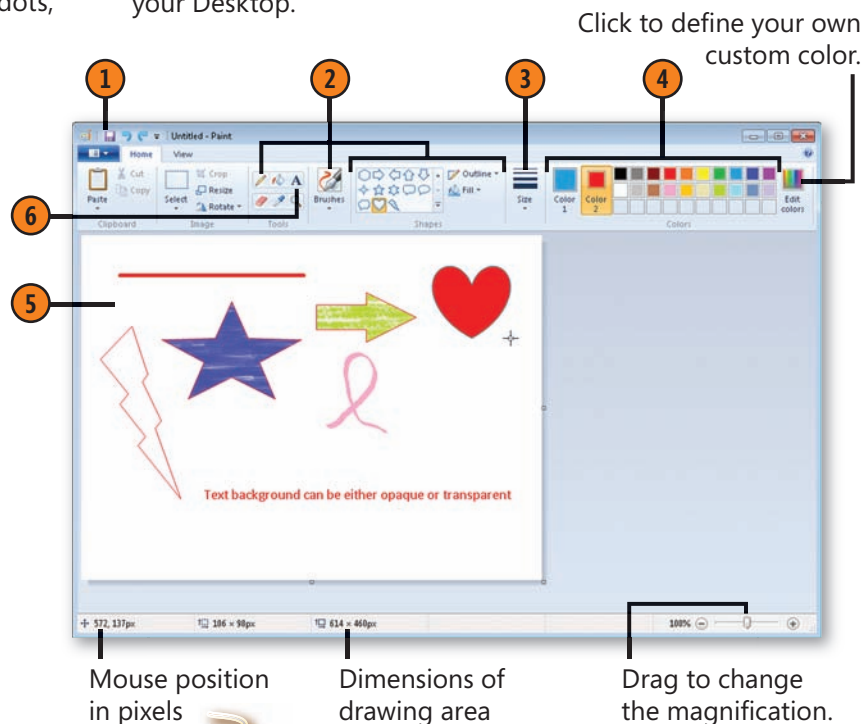 dots,
your Desktop.
Click to define your own
custom color.
1
2
3
4
Untitled - Paint
Home View
Cut
Copy
Paste
Clipboard
Crop
Resize
Rotate
Select
Image
Tools
Brushes
Outline
Fill
Shapes
Size
Color 1
Color 2
Colors
Edit colors
6
5
A
Text background can be either opaque or transparent
572, 137px
186 × 98px
614 × 460px
100%
Mouse position
in pixels
Dimensions of
drawing area
Drag to change
the magnification.